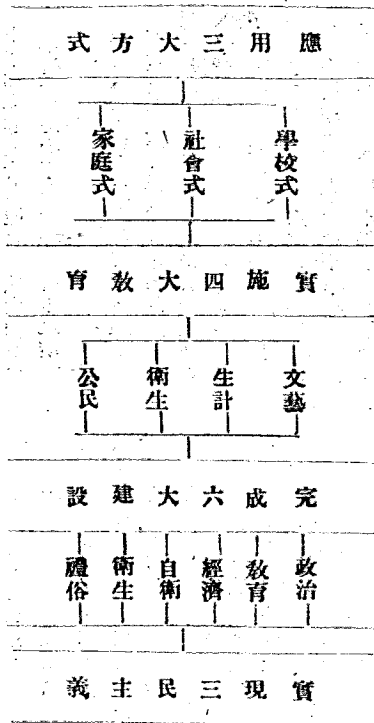 應用三大方式
學校式
社會式
家庭式
實施四大教育
文藝
生計
衛生
公民
完成六大建設
政治
教育
經濟
自衛
衛生
禮俗
實現三民主義